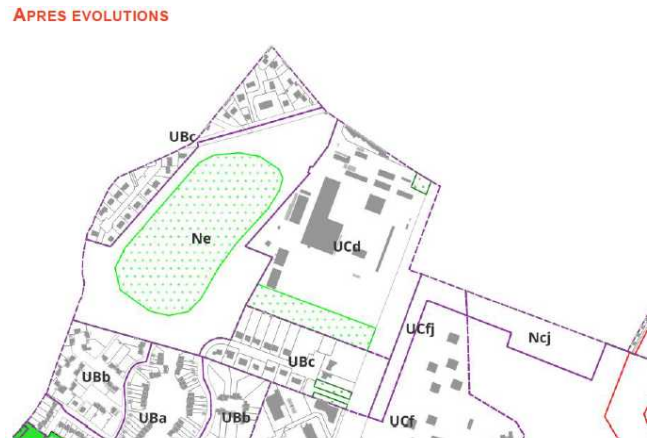 APRES EVOLUTIONS
UBc
Ne
UCd
UCfj
Ncj
UBc
UBb
UBa
UBb
UCf